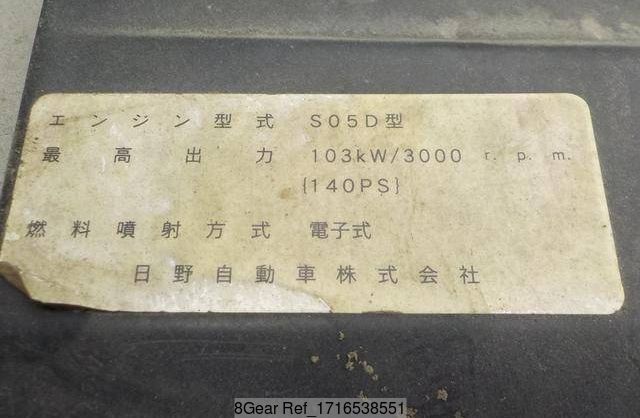 エンジン型式 S05D型
最高出力 103kW/3000 r.p.m.
{140PS}
燃料噴射方式 電子式
日野自動車株式会社
8Gear Ref_1716538551